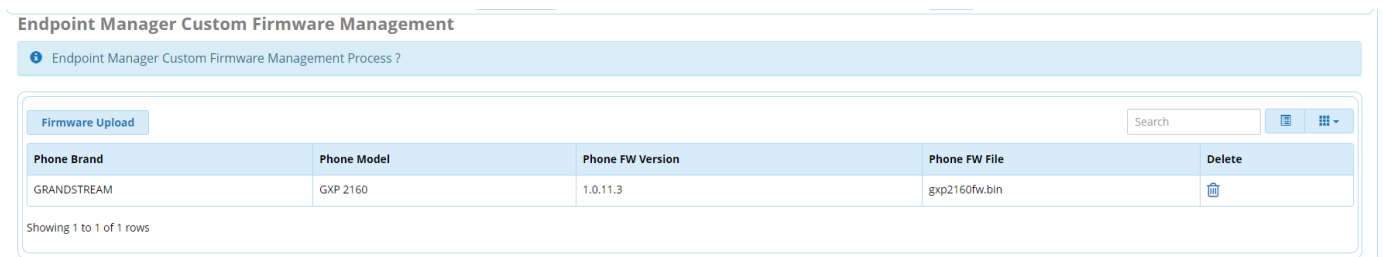 Endpoint Manager Custom Firmware Management
Endpoint Manager Custom Firmware Management Process ?
Firmware Upload
Search
Phone Brand Phone Model Phone FW Version Phone FW File Delete
GRANDSTREAM GXP 2160 1.0.11.3 gxp2160fw.bin
Showing 1 to 1 of 1 rows